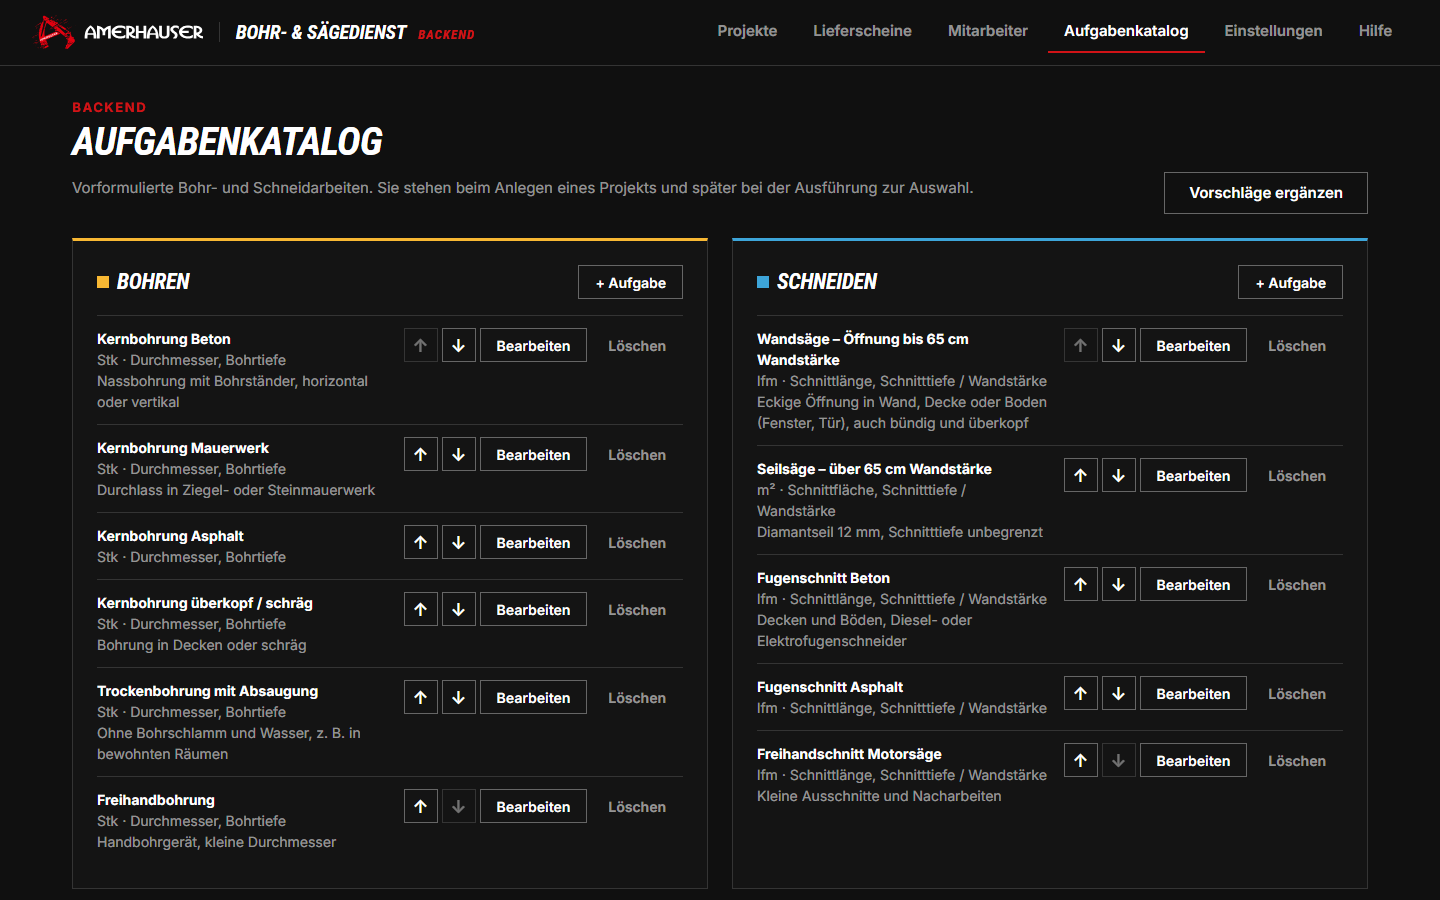 AMERHAUSER
BOHR- & SÄGEDIENST BACKEND
Projekte
Lieferscheine
Mitarbeiter
Aufgabenkatalog
Einstellungen
Hilfe
BACKEND
AUFGABENKATALOG
Vorformulierte Bohr- und Schneidarbeiten. Sie stehen beim Anlegen eines Projekts und später bei der Ausführung zur Auswahl.
Vorschläge ergänzen
BOHREN
+ Aufgabe
Kernbohrung Beton
Stk · Durchmesser, Bohrtiefe
Nassbohrung mit Bohrständer, horizontal
oder vertikal
↑ ↓ Bearbeiten Löschen
Kernbohrung Mauerwerk
Stk · Durchmesser, Bohrtiefe
Durchlass in Ziegel- oder Steinmauerwerk
↑ ↓ Bearbeiten Löschen
Kernbohrung Asphalt
Stk · Durchmesser, Bohrtiefe
↑ ↓ Bearbeiten Löschen
Kernbohrung überkopf / schräg
Stk · Durchmesser, Bohrtiefe
Bohrung in Decken oder schräg
↑ ↓ Bearbeiten Löschen
Trockenbohrung mit Absaugung
Stk · Durchmesser, Bohrtiefe
Ohne Bohrschlamm und Wasser, z. B. in
bewohnten Räumen
↑ ↓ Bearbeiten Löschen
Freihandbohrung
Stk · Durchmesser, Bohrtiefe
Handbohrgerät, kleine Durchmesser
↑ ↓ Bearbeiten Löschen
SCHNEIDEN
+ Aufgabe
Wandsäge – Öffnung bis 65 cm
Wandstärke
lfm · Schnittlänge, Schnitttiefe / Wandstärke
Eckige Öffnung in Wand, Decke oder Boden
(Fenster, Tür), auch bündig und überkopf
↑ ↓ Bearbeiten Löschen
Seilsäge – über 65 cm Wandstärke
m² · Schnittfläche, Schnitttiefe /
Wandstärke
Diamantseil 12 mm, Schnitttiefe unbegrenzt
↑ ↓ Bearbeiten Löschen
Fugenschnitt Beton
lfm · Schnittlänge, Schnitttiefe / Wandstärke
Decken und Böden, Diesel- oder
Elektrofugenschneider
↑ ↓ Bearbeiten Löschen
Fugenschnitt Asphalt
lfm · Schnittlänge, Schnitttiefe / Wandstärke
↑ ↓ Bearbeiten Löschen
Freihandschnitt Motorsäge
lfm · Schnittlänge, Schnitttiefe / Wandstärke
Kleine Ausschnitte und Nacharbeiten
↑ ↓ Bearbeiten Löschen